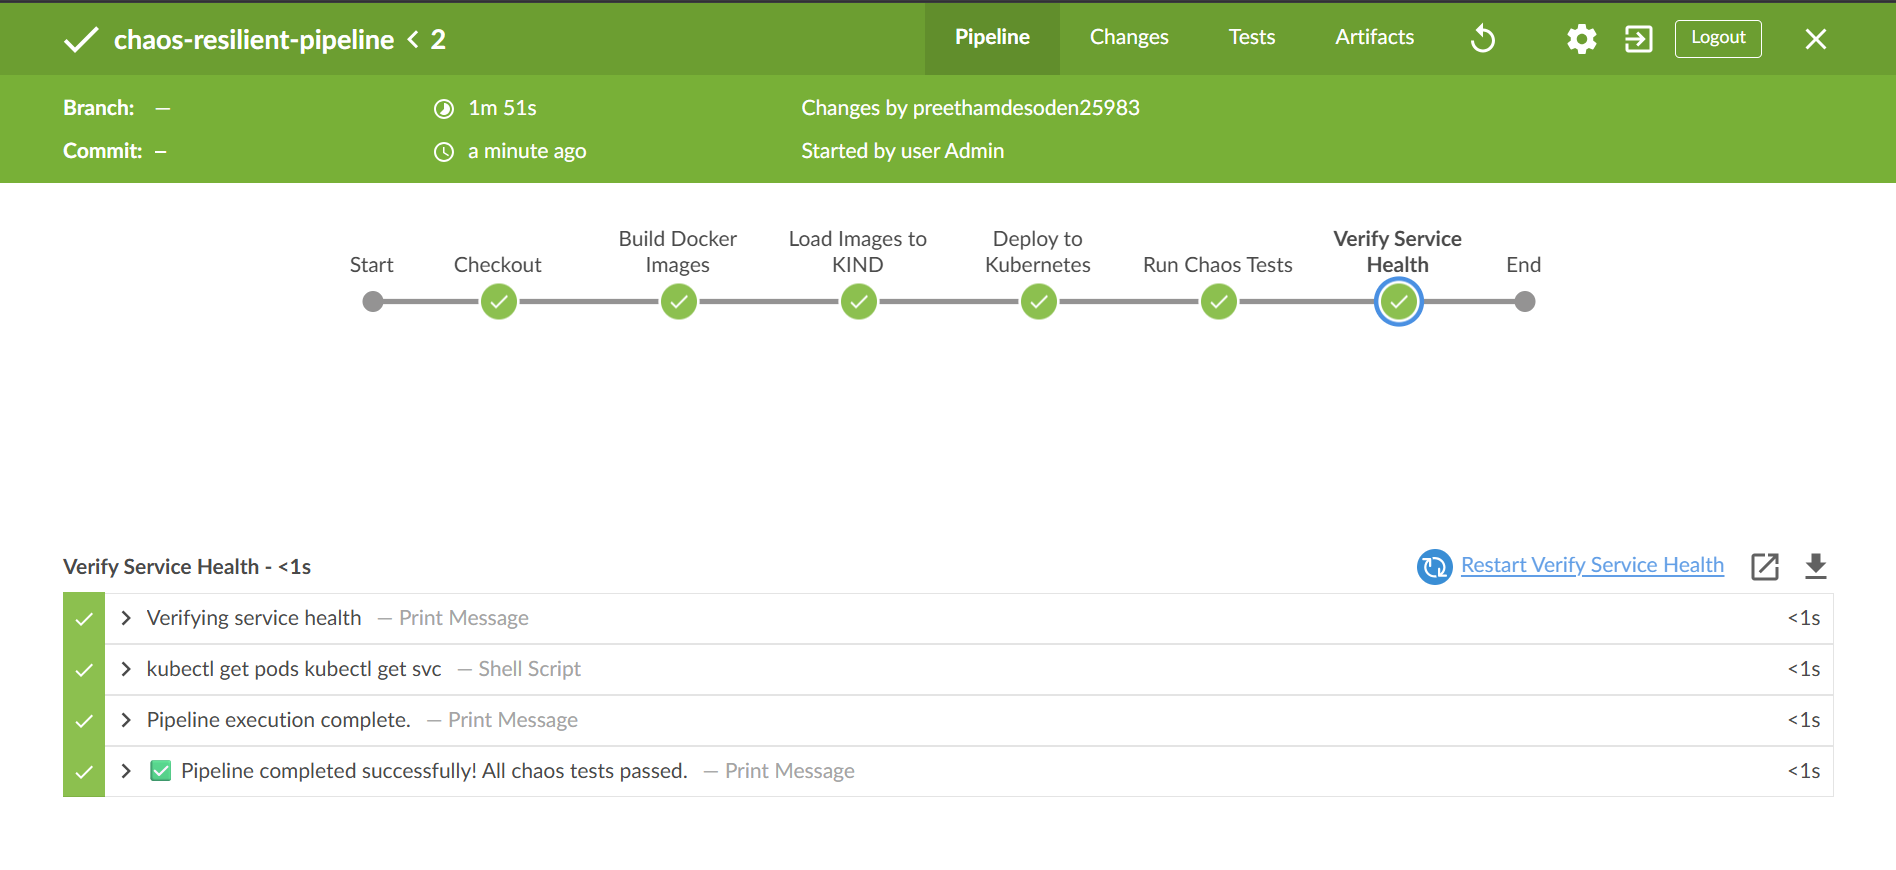 chaos-resilient-pipeline < 2
Pipeline
Changes
Tests
Artifacts
Logout
Branch: —
1m 51s
Changes by preethamdesoden25983
Commit: –
a minute ago
Started by user Admin
Start
Checkout
Build Docker
Images
Load Images to
KIND
Deploy to
Kubernetes
Run Chaos Tests
Verify Service
Health
End
Verify Service Health - <1s
Restart Verify Service Health
Verifying service health — Print Message <1s
kubectl get pods kubectl get svc — Shell Script <1s
Pipeline execution complete. — Print Message <1s
✅ Pipeline completed successfully! All chaos tests passed. — Print Message <1s